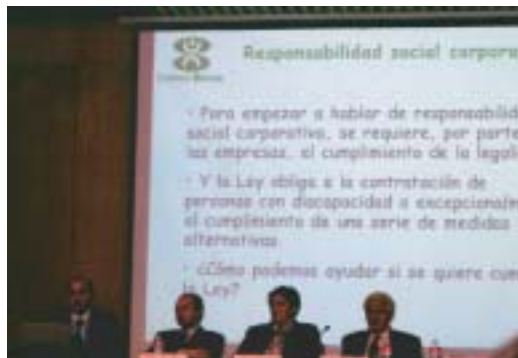 Responsabilidad social corpora
· Para empezar a hablar de responsabilid
social corporativa, se requiere, por parte
las empresas, el cumplimiento de la legali
· Y la Ley obliga a la contratación de
personas con discapacidad o excepcionalm
el cumplimiento de una serie de medidas
alternativas.
· ¿Cómo podemos ayudar si se quiere cum
la Ley?